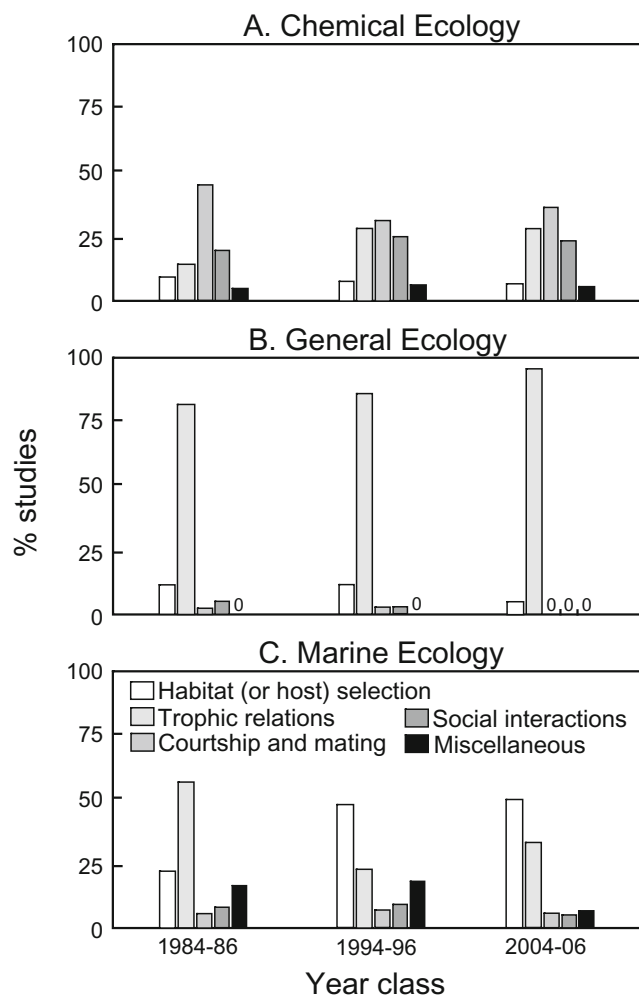 A. Chemical Ecology
100
75
50
25
0
B. General Ecology
100
75
50
25
0
0
0
0 0 0
% studies
C. Marine Ecology
100
75
50
25
0
Habitat (or host) selection
Trophic relations
Social interactions
Courtship and mating
Miscellaneous
1984-86
1994-96
2004-06
Year class